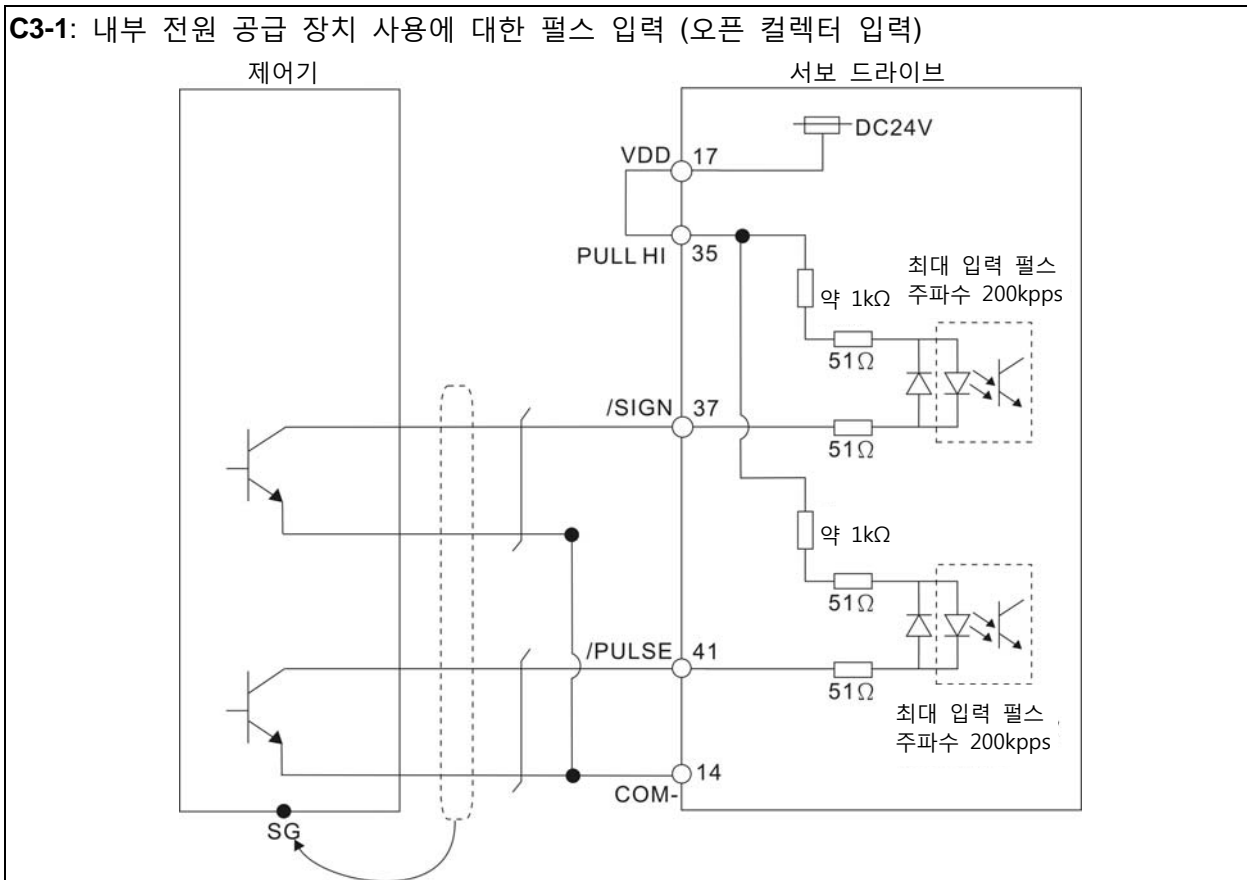 C3-1: 내부 전원 공급 장치 사용에 대한 펄스 입력 (오픈 컬렉터 입력)
제어기
서보 드라이브
DC24V
VDD
17
PULL HI
35
최대 입력 펄스
주파수 200kpps
약 1kΩ
51Ω
/SIGN
37
51Ω
약 1kΩ
51Ω
/PULSE
41
51Ω
최대 입력 펄스
주파수 200kpps
14
COM-
SG